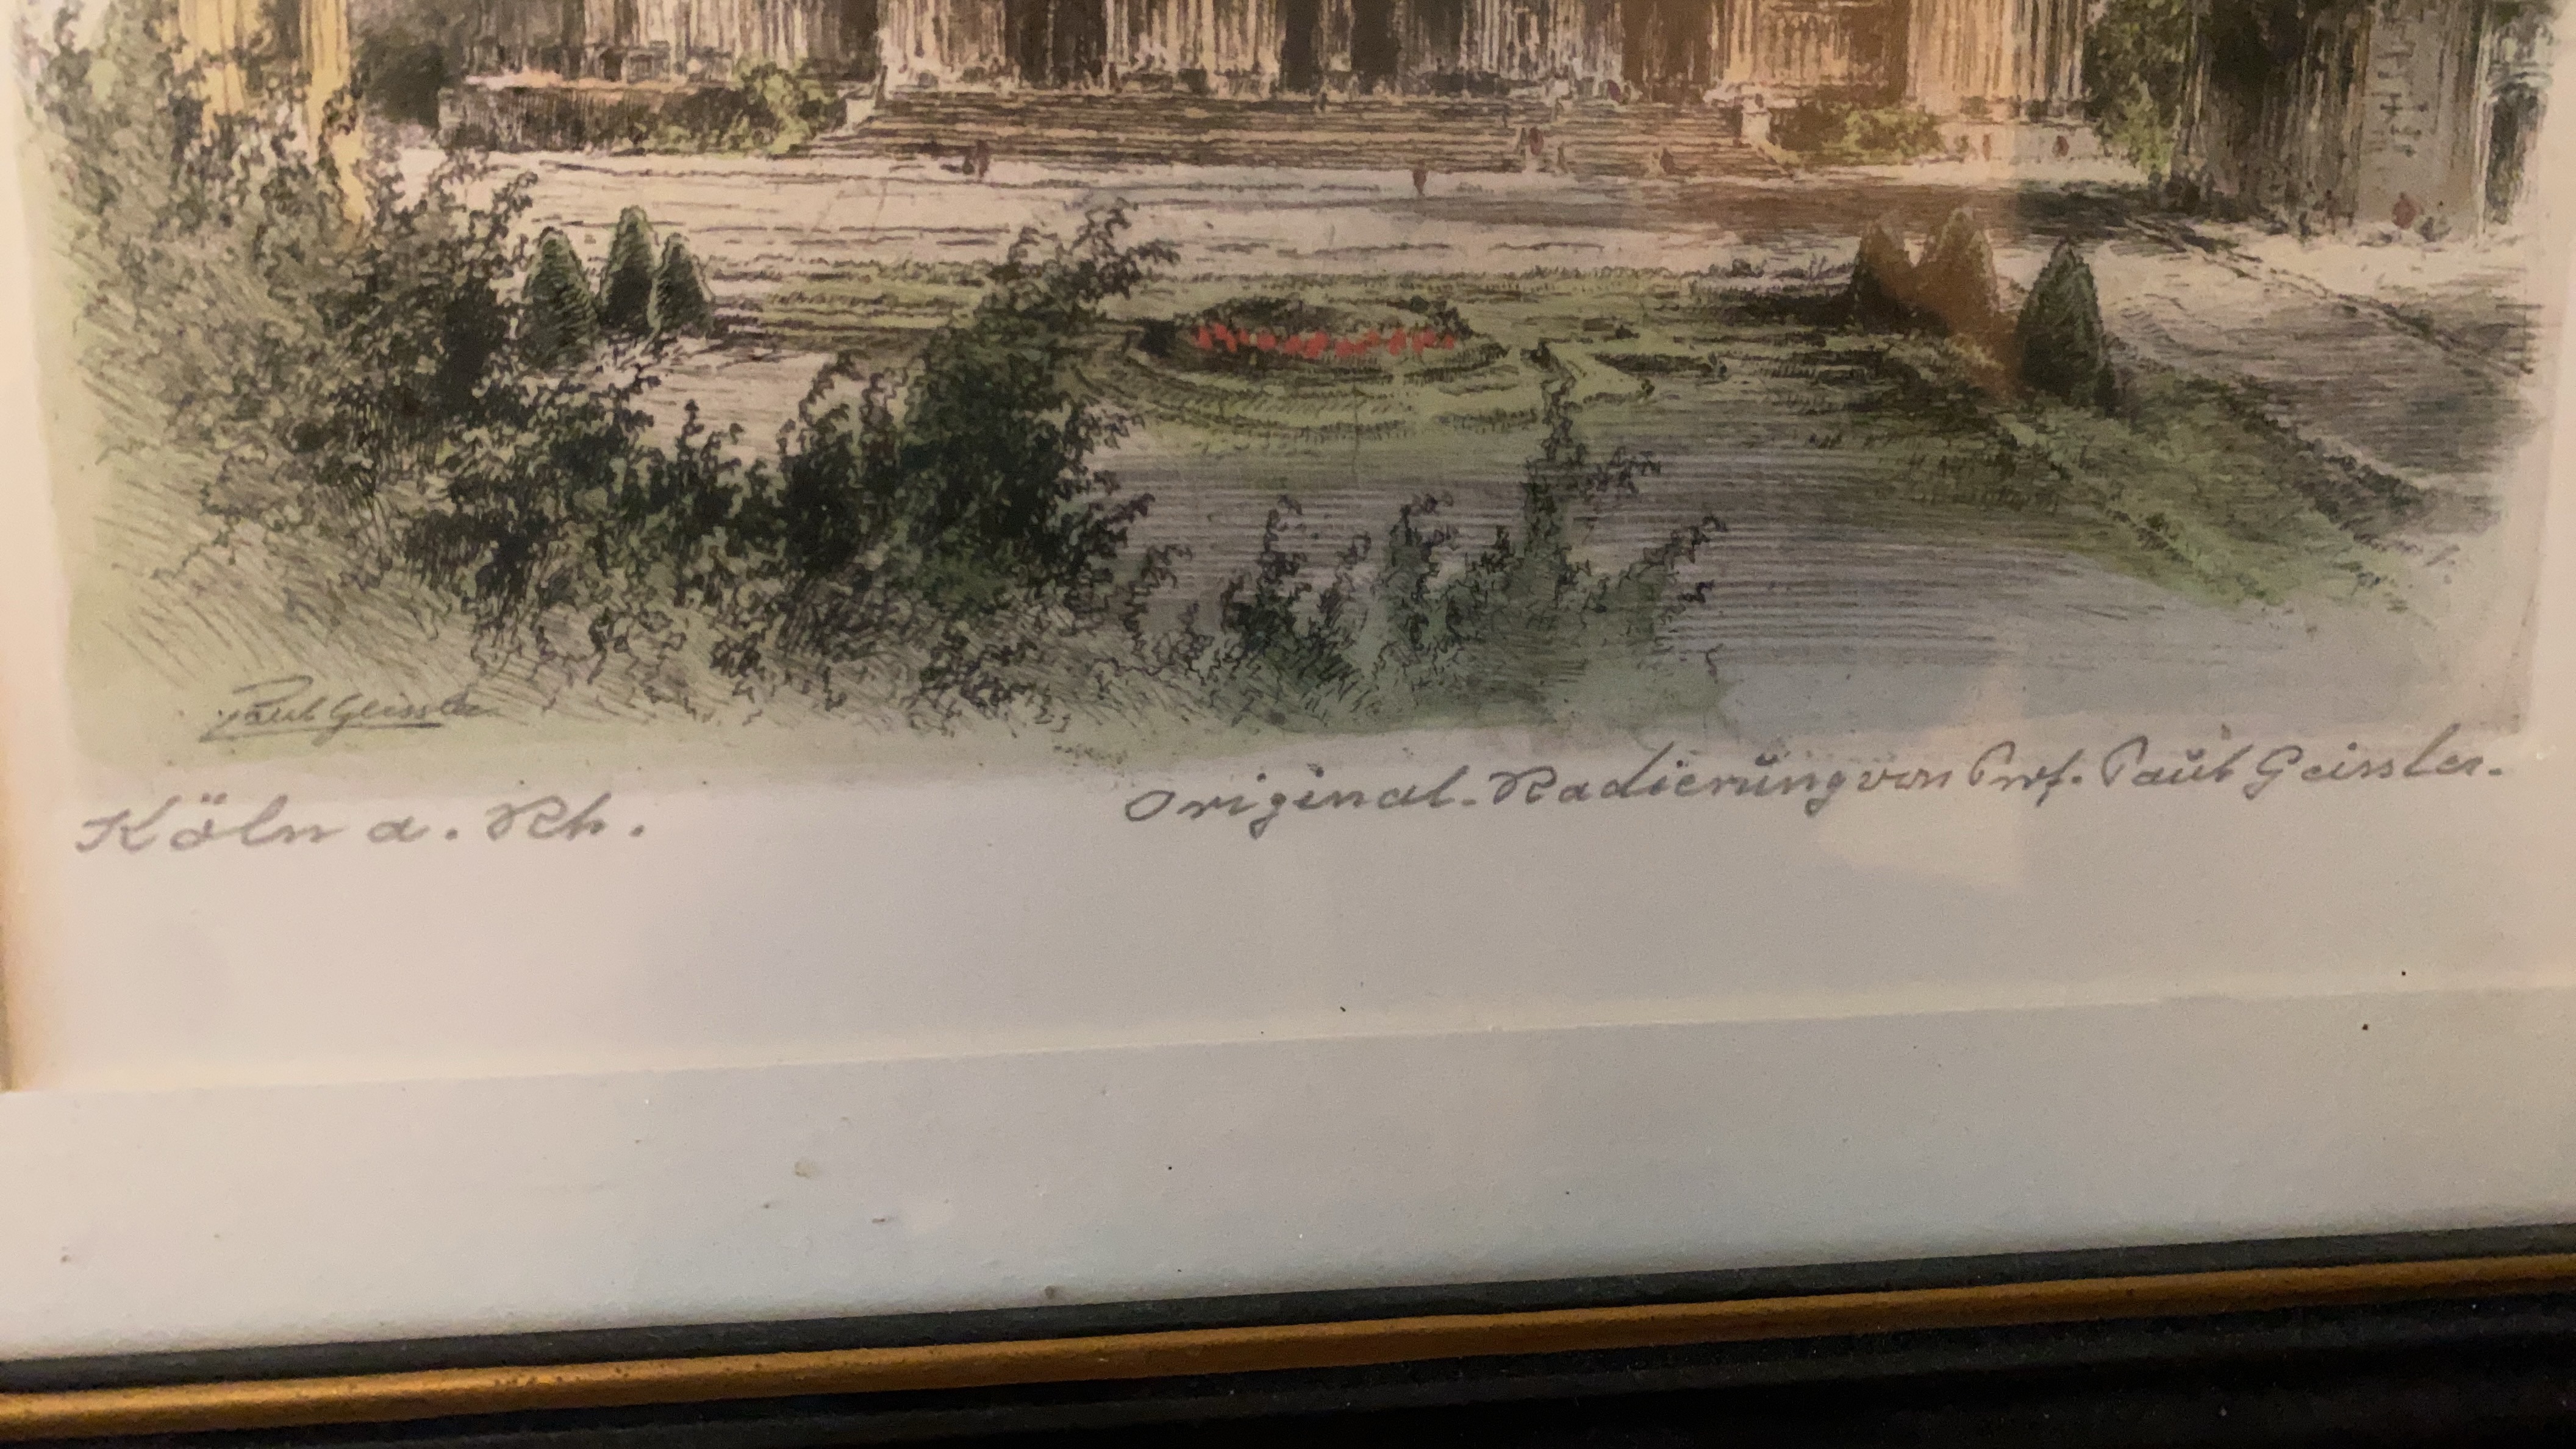 Paul Geissler
Köln a. Rh.
Original-Radierung von Prof. Paul Geissler.